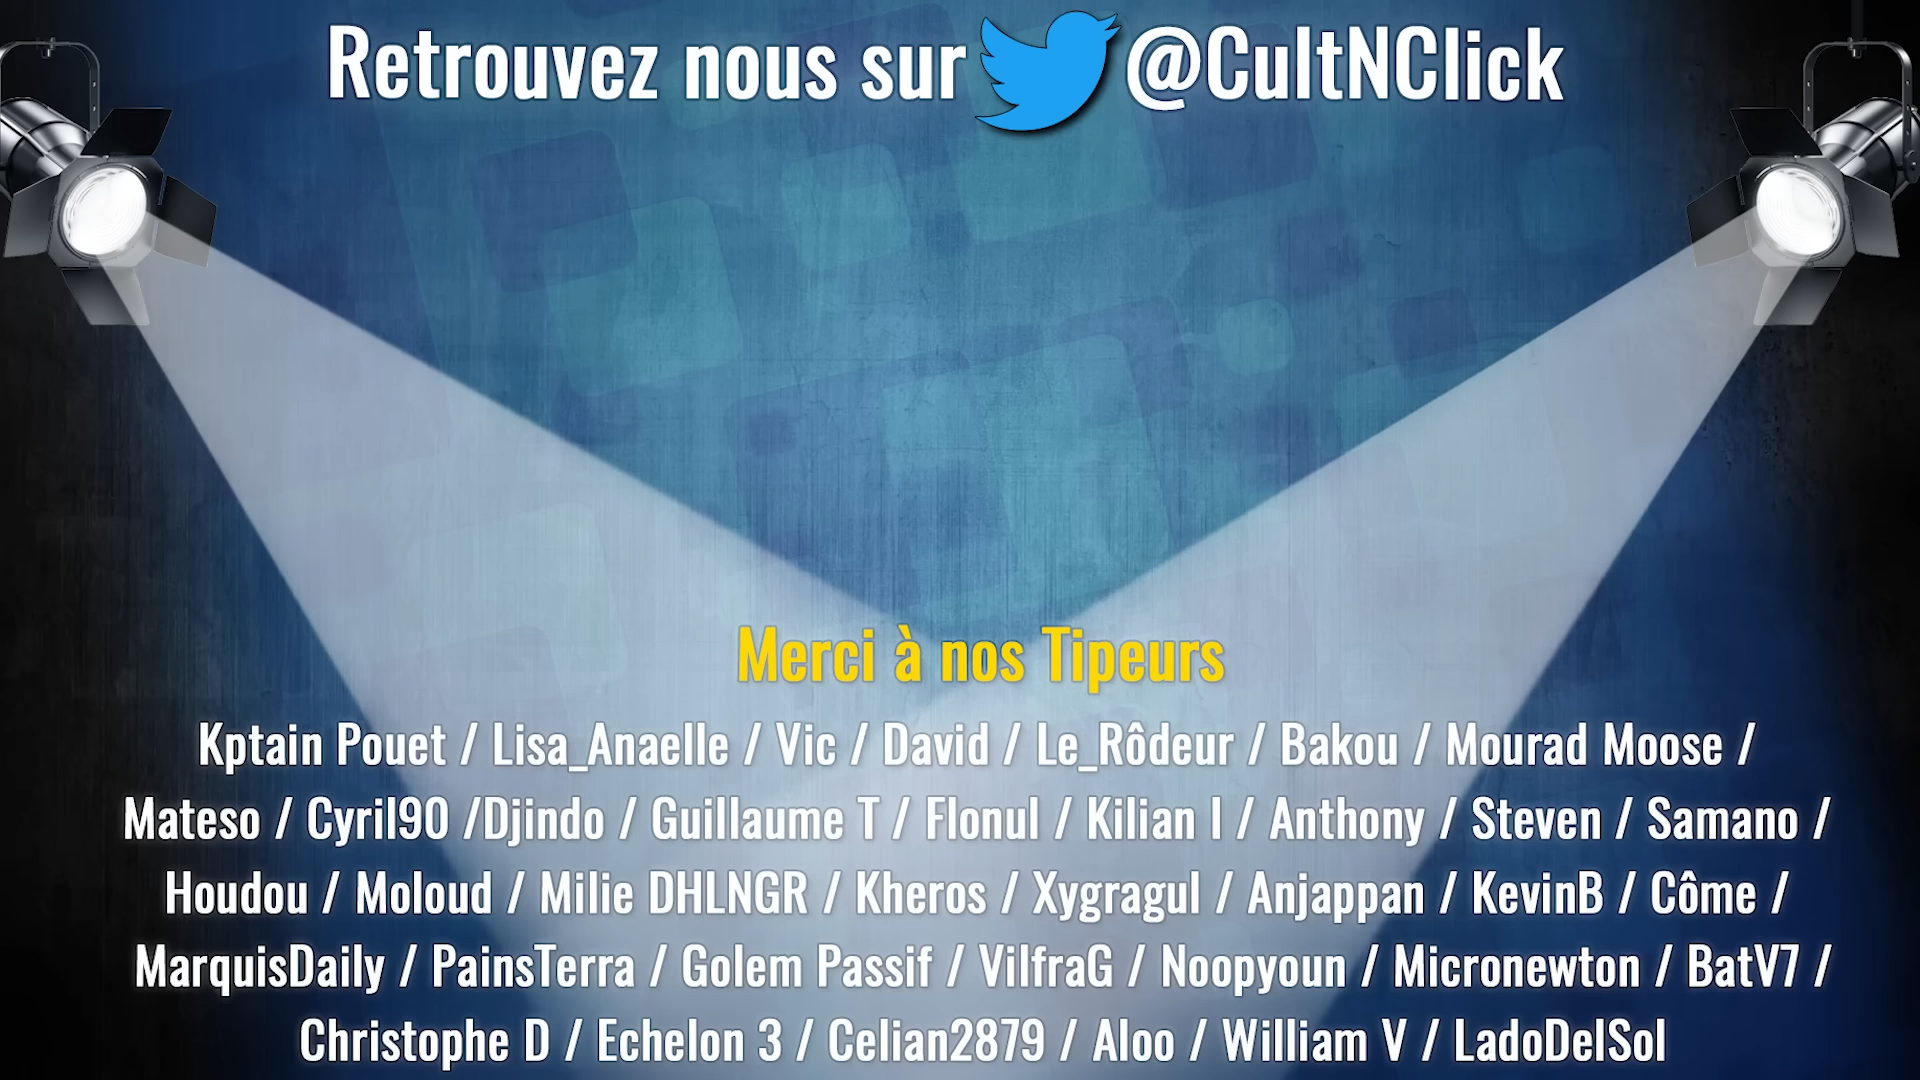 Retrouvez nous sur @CultNClick
Merci à nos Tipeurs
Kptain Pouet / Lisa_Anaelle / Vic / David / Le_Rôdeur / Bakou / Mourad Moose /
Mateso / Cyril90 /Djindo / Guillaume T / Flonul / Kilian I / Anthony / Steven / Samano /
Houdou / Moloud / Milie DHLNGR / Kheros / Xygragul / Anjappan / KevinB / Côme /
MarquisDaily / PainsTerra / Golem Passif / VilfraG / Noopyoun / Micronewton / BatV7 /
Christophe D / Echelon 3 / Celian2879 / Aloo / William V / LadoDelSol